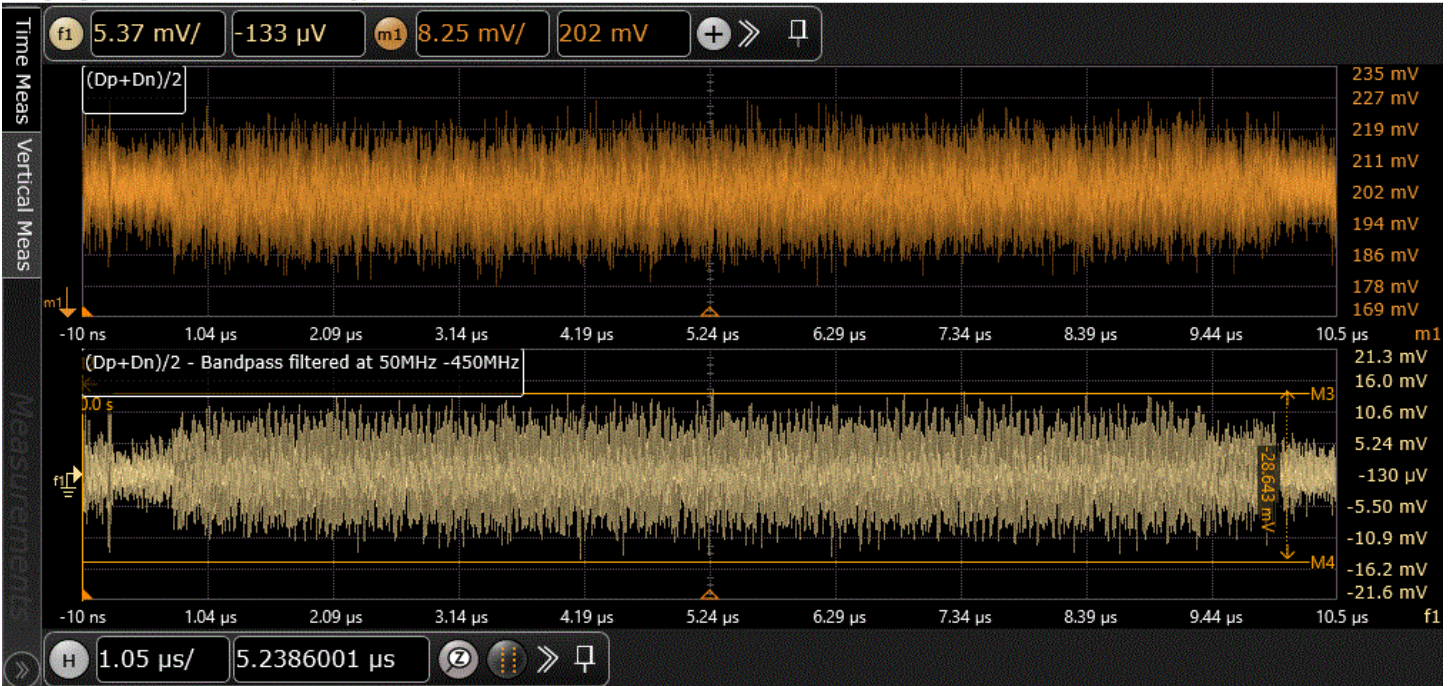 Time Meas
Vertical Meas
Measurements
f1 5.37 mV/ -133 µV m1 8.25 mV/ 202 mV
(Dp+Dn)/2
235 mV
227 mV
219 mV
211 mV
202 mV
194 mV
186 mV
178 mV
169 mV
m1
-10 ns 1.04 µs 2.09 µs 3.14 µs 4.19 µs 5.24 µs 6.29 µs 7.34 µs 8.39 µs 9.44 µs 10.5 µs m1
(Dp+Dn)/2 - Bandpass filtered at 50MHz -450MHz
0.0 s
M3
-28.643 mV
M4
21.3 mV
16.0 mV
10.6 mV
5.24 mV
-130 µV
-5.50 mV
-10.9 mV
-16.2 mV
-21.6 mV
f1
-10 ns 1.04 µs 2.09 µs 3.14 µs 4.19 µs 5.24 µs 6.29 µs 7.34 µs 8.39 µs 9.44 µs 10.5 µs f1
H 1.05 µs/ 5.2386001 µs Z